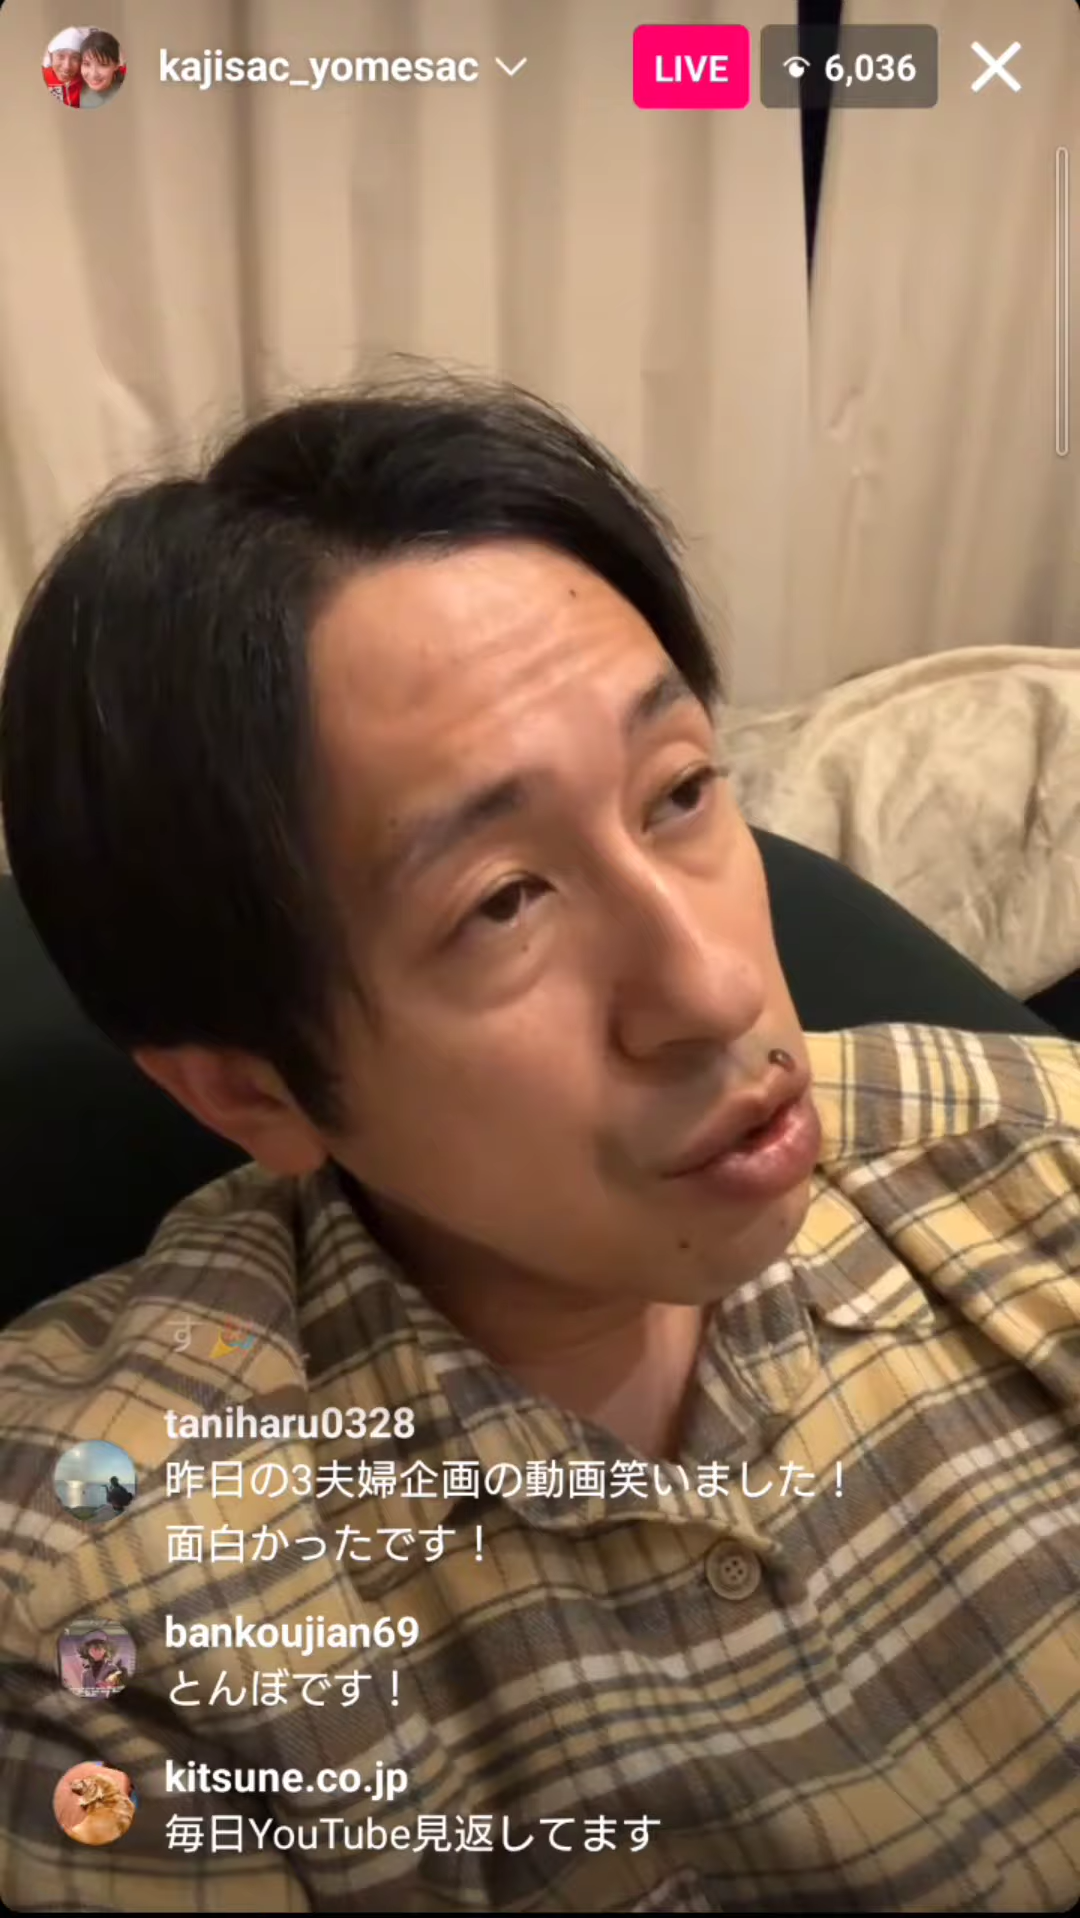 kajisac_yomesac
LIVE
6,036
す🎉
taniharu0328
昨日の3夫婦企画の動画笑いました！
面白かったです！
bankoujian69
とんぼです！
kitsune.co.jp
毎日YouTube見返してます